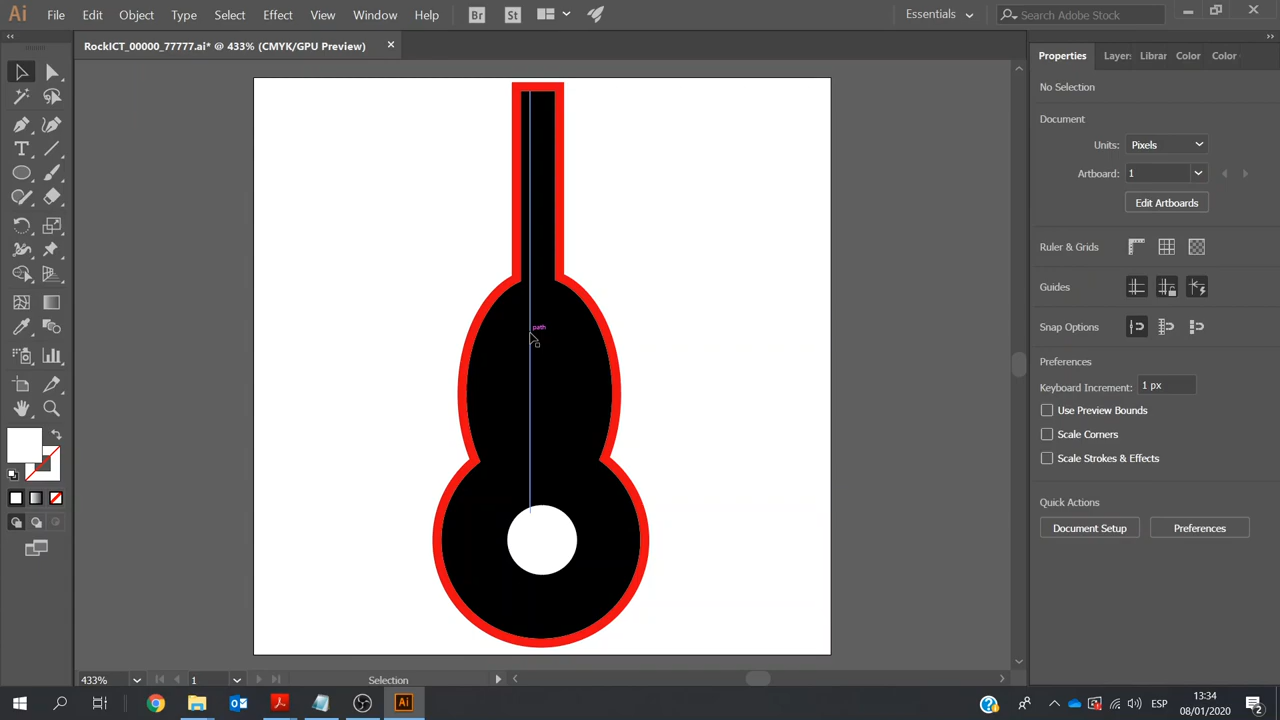 Ai File Edit Object Type Select Effect View Window Help Br St Essentials Search Adobe Stock
RockICT_00000_77777.ai* @ 433% (CMYK/GPU Preview)
Properties Layer: Librar Color Color
No Selection
Document
Units: Pixels
Artboard: 1
Edit Artboards
Ruler & Grids
Guides
Snap Options
path
Preferences
Keyboard Increment: 1 px
Use Preview Bounds
Scale Corners
Scale Strokes & Effects
Quick Actions
Document Setup Preferences
433% 1 Selection
Ai ESP 13:34
08/01/2020 2